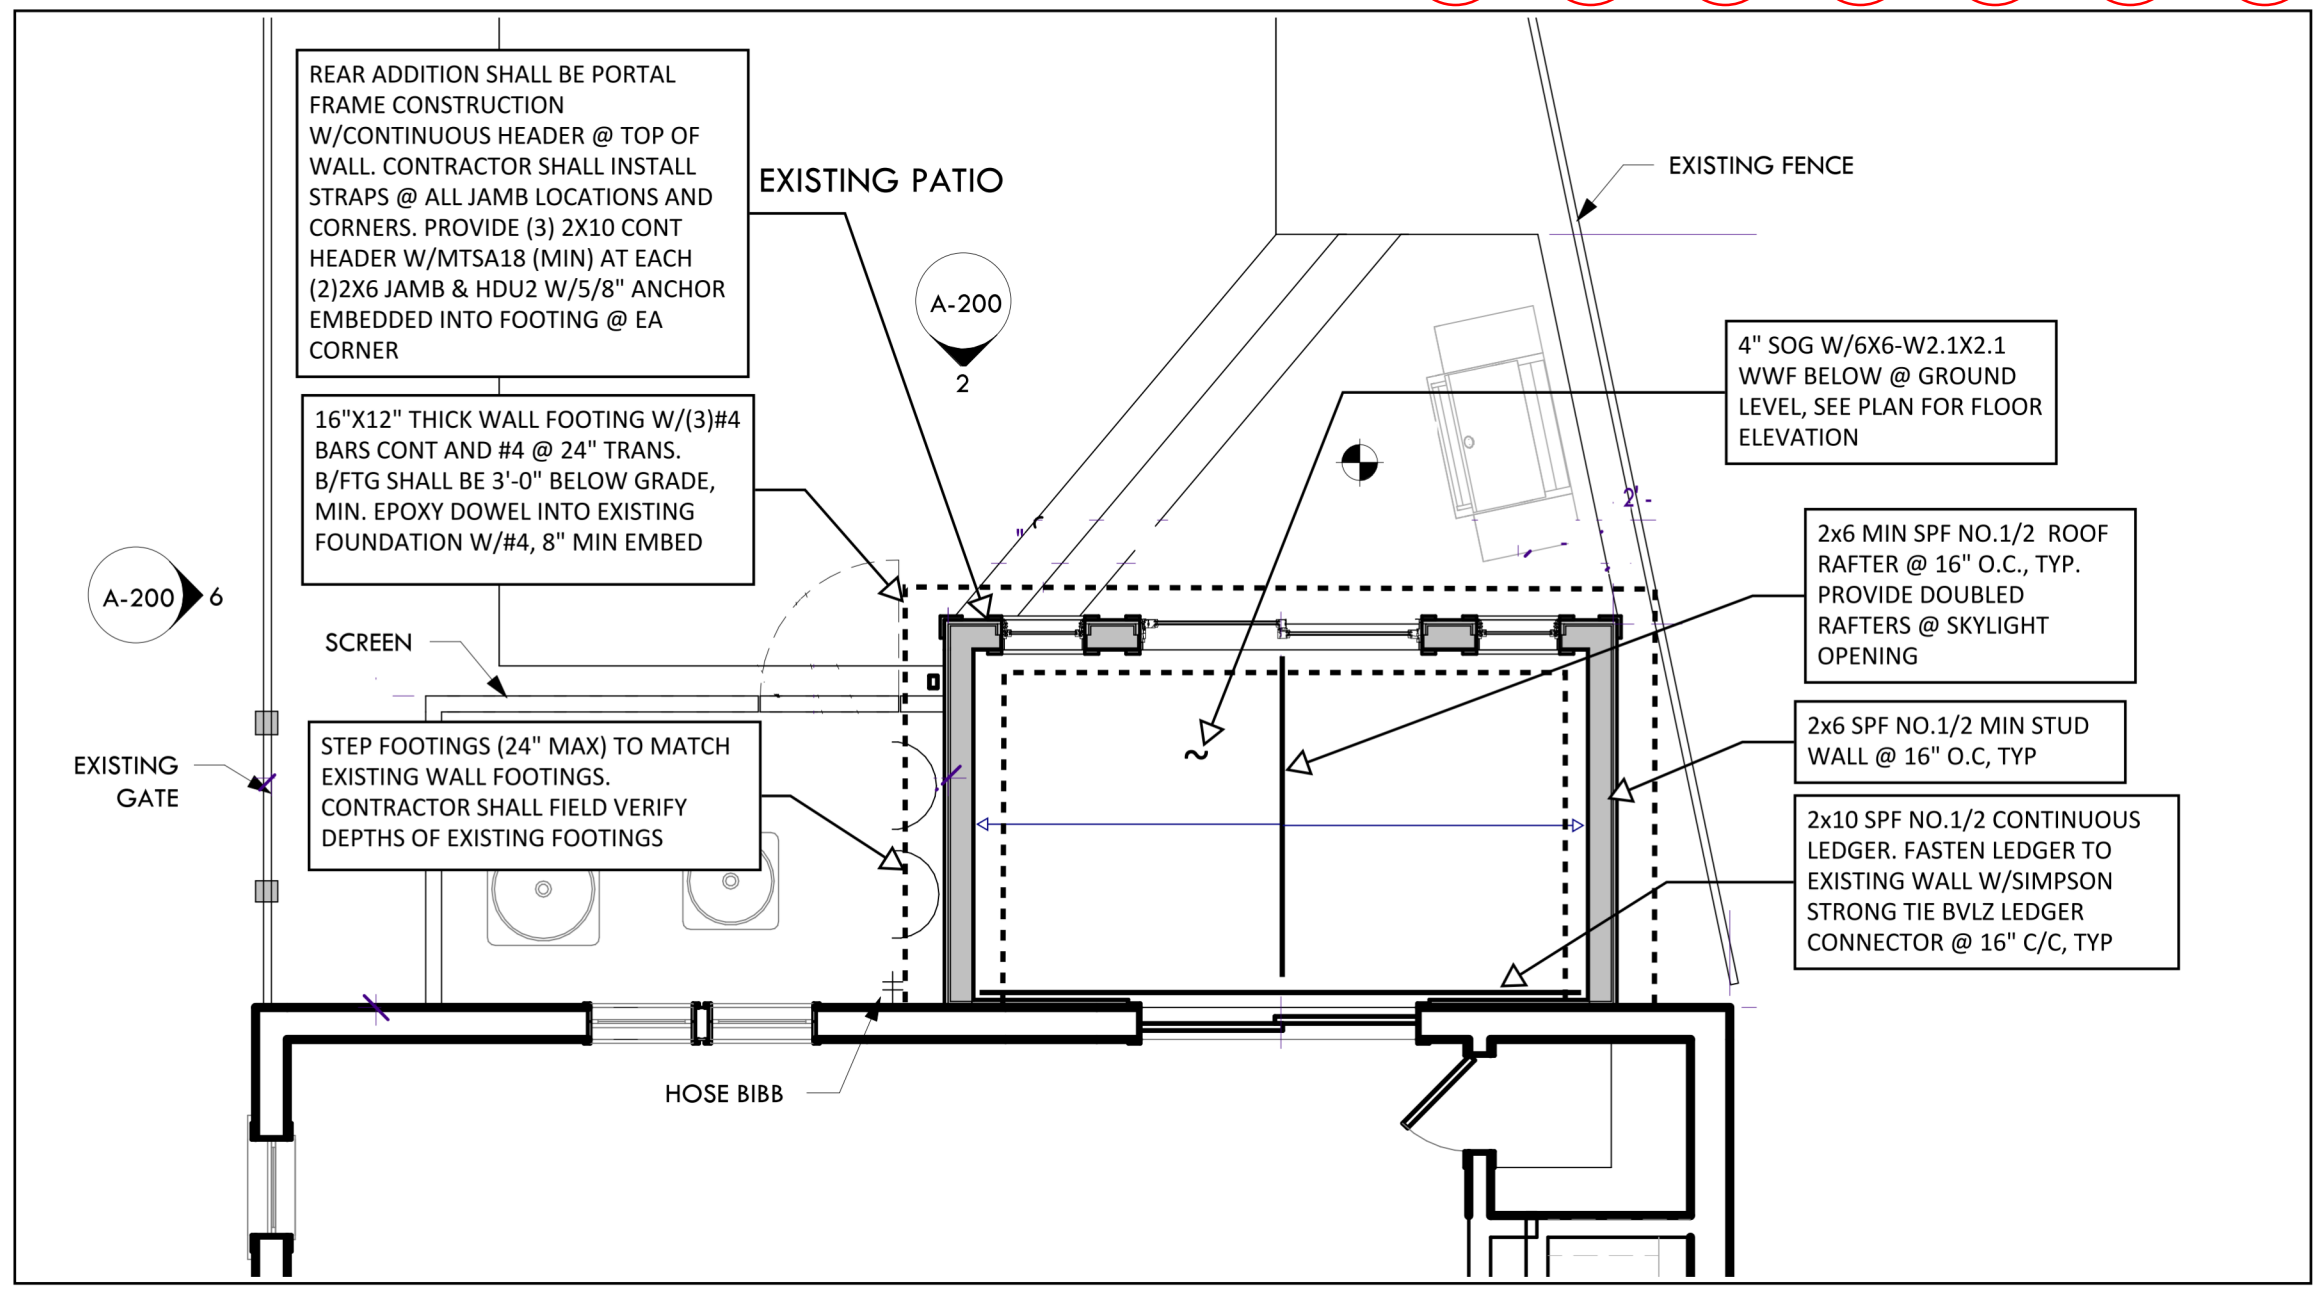 REAR ADDITION SHALL BE PORTAL
FRAME CONSTRUCTION
W/CONTINUOUS HEADER @ TOP OF
WALL. CONTRACTOR SHALL INSTALL
STRAPS @ ALL JAMB LOCATIONS AND
CORNERS. PROVIDE (3) 2X10 CONT
HEADER W/MTSA18 (MIN) AT EACH
(2)2X6 JAMB & HDU2 W/5/8" ANCHOR
EMBEDDED INTO FOOTING @ EA
CORNER
EXISTING PATIO
EXISTING FENCE
A-200
2
4" SOG W/6X6-W2.1X2.1
WWF BELOW @ GROUND
LEVEL, SEE PLAN FOR FLOOR
ELEVATION
16"X12" THICK WALL FOOTING W/(3)#4
BARS CONT AND #4 @ 24" TRANS.
B/FTG SHALL BE 3'-0" BELOW GRADE,
MIN. EPOXY DOWEL INTO EXISTING
FOUNDATION W/#4, 8" MIN EMBED
2'-
"
2x6 MIN SPF NO.1/2 ROOF
RAFTER @ 16" O.C., TYP.
PROVIDE DOUBLED
RAFTERS @ SKYLIGHT
OPENING
A-200
6
SCREEN
2x6 SPF NO.1/2 MIN STUD
WALL @ 16" O.C, TYP
STEP FOOTINGS (24" MAX) TO MATCH
EXISTING WALL FOOTINGS.
CONTRACTOR SHALL FIELD VERIFY
DEPTHS OF EXISTING FOOTINGS
~
EXISTING
GATE
2x10 SPF NO.1/2 CONTINUOUS
LEDGER. FASTEN LEDGER TO
EXISTING WALL W/SIMPSON
STRONG TIE BVLZ LEDGER
CONNECTOR @ 16" C/C, TYP
HOSE BIBB